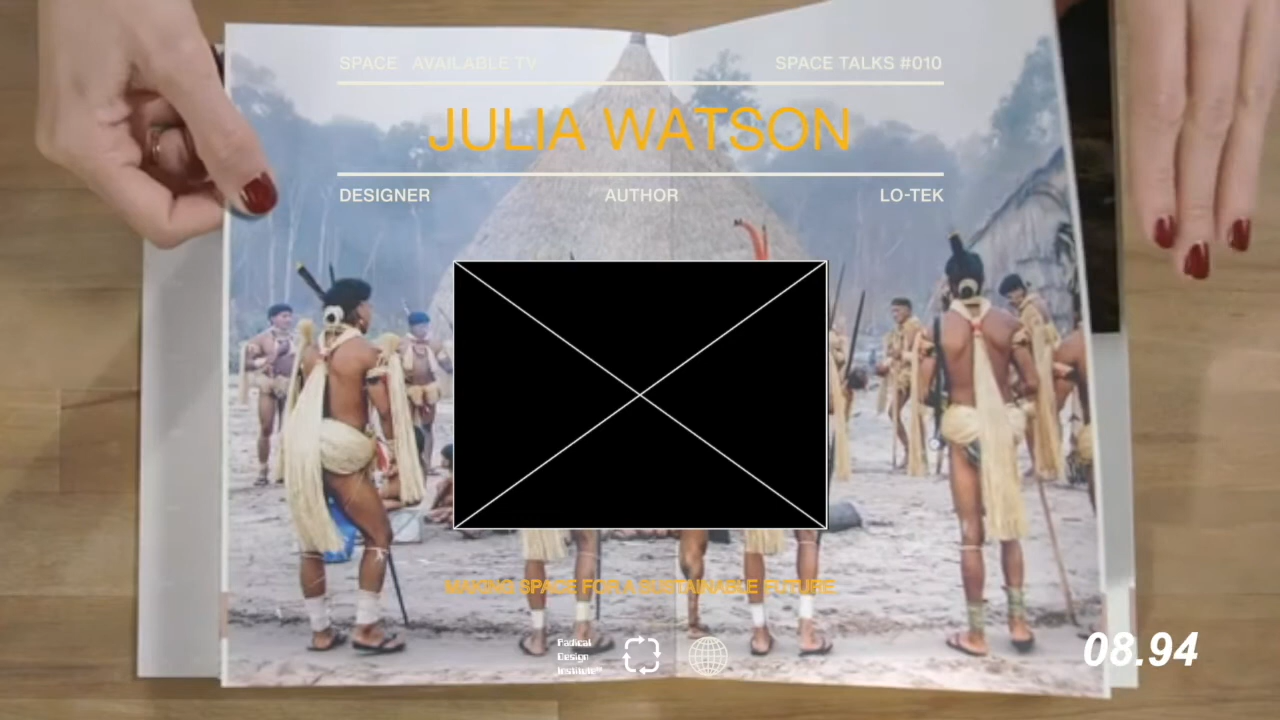 SPACE AVAILABLE TV SPACE TALKS #010
JULIA WATSON
DESIGNER AUTHOR LO-TEK
MAKING SPACE FOR A SUSTAINABLE FUTURE
Radical
Design
Institute™
08.94